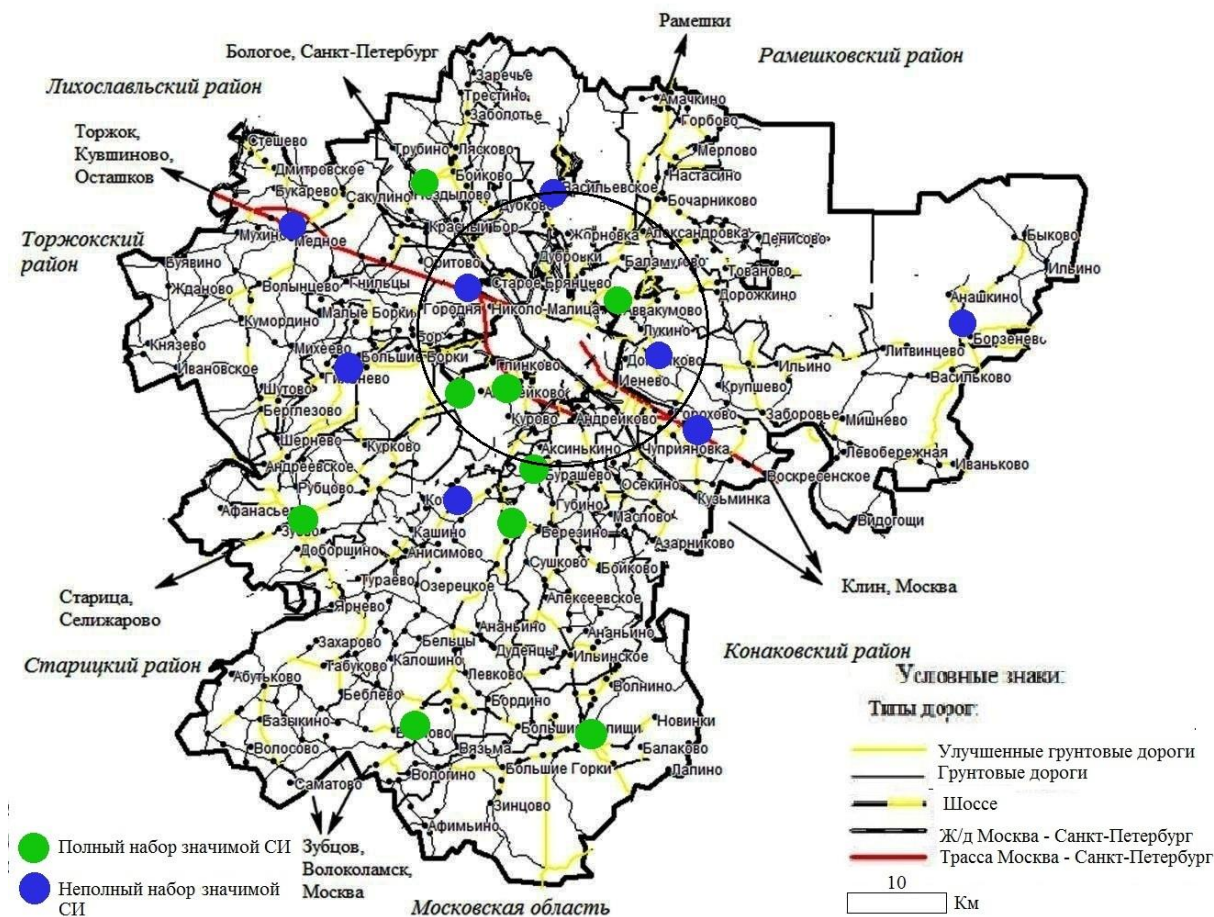 Рамешки
Бологое, Санкт-Петербург
Рамешковский район
Лихославльский район
Заречье
Трестино
Амачкино
Заболотье
Горбово
Торжок,
Кувшиново,
Осташков
Стешево
Трубино
Лясково
Мерлово
Дмитровское
Бойково
Настасино
Букарево
Сакулино
Васильевское
Дубково
Бочарниково
Торжокский
район
Мухино
Медное
Красный Бор
Жорновка
Александровка
Денисово
Быково
Буявино
Оритово
Дубровки
Баламутово
Тованово
Ильино
Жданово
Волынцево
Гнильцы
Старое Брянцево
Дорожкино
Анашкино
Малые Борки
Городня
Николо-Малица
Аввакумово
Кумордино
Бор
Лукино
Борзенево
Князево
Михеево
Большие Борки
Литвинцево
Ивановское
Глинково
Иенево
Ильино
Васильково
Шутово
Крупшево
Берглезово
Курово
Андрейково
Горохово
Заборовье
Мишнево
Шернево
Курково
Аксинькино
Чуприяновка
Левобережная
Андреевское
Бурашево
Воскресенское
Иваньково
Рубцово
Осекино
Кузьминка
Губино
Маслово
Видогощи
Кашино
Березино
Азарниково
Доборшино
Анисимово
Сушково
Бойково
Тураево
Озерецкое
Клин, Москва
Старица,
Селижарово
Ярнево
Алексеевское
Ананьино
Ананьино
Захарово
Бельцы
Дуденцы
Ильинское
Старицкий район
Табуково
Калошино
Конаковский район
Абутьково
Левково
Волнино
Условные знаки
Беблево
Бордино
Типы дорог:
Базыкино
Новинки
Волосово
Вязьма
Балаково
Улучшенные грунтовые дороги
Вологино
Большие Горки
Лапино
Грунтовые дороги
Саматово
Зинцово
Шоссе
Афимьино
Ж/д Москва - Санкт-Петербург
Полный набор значимой СИ
Зубцов,
Волоколамск,
Москва
Трасса Москва - Санкт-Петербург
Неполный набор значимой
СИ
10
Км
Московская область